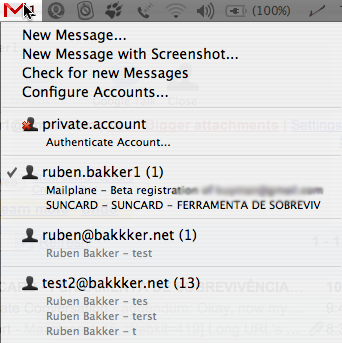 1 (100%)
New Message...
New Message with Screenshot...
Check for new Messages
Configure Accounts...
private.account
Authenticate Account...
ruben.bakker1 (1)
Mailplane - Beta registration
SUNCARD - SUNCARD - FERRAMENTA DE SOBREVIV
ruben@bakkker.net (1)
Ruben Bakker - test
test2@bakkker.net (13)
Ruben Bakker - tes
Ruben Bakker - terst
Ruben Bakker - t